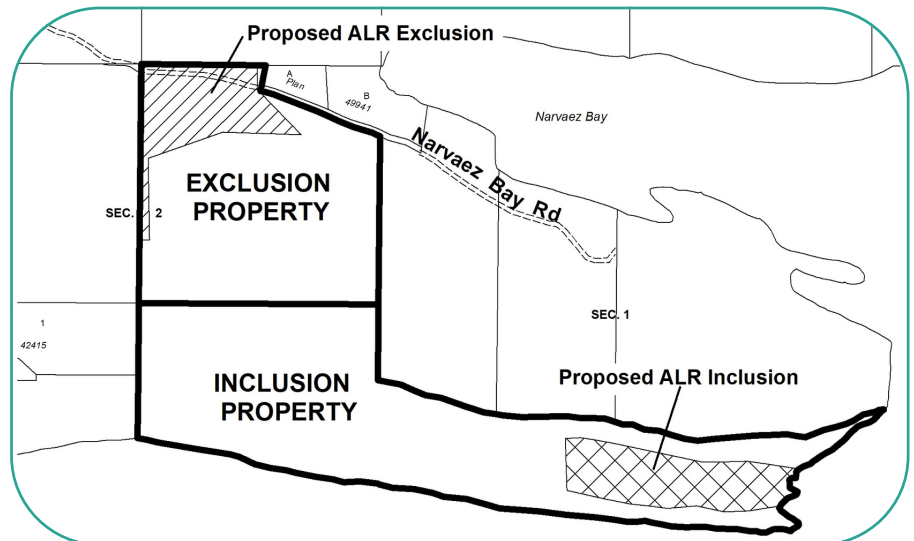 Proposed ALR Exclusion
A
Plan
B
49941
Narvaez Bay
Narvaez Bay Rd
EXCLUSION
PROPERTY
SEC. 2
SEC. 1
1
42415
INCLUSION
PROPERTY
Proposed ALR Inclusion